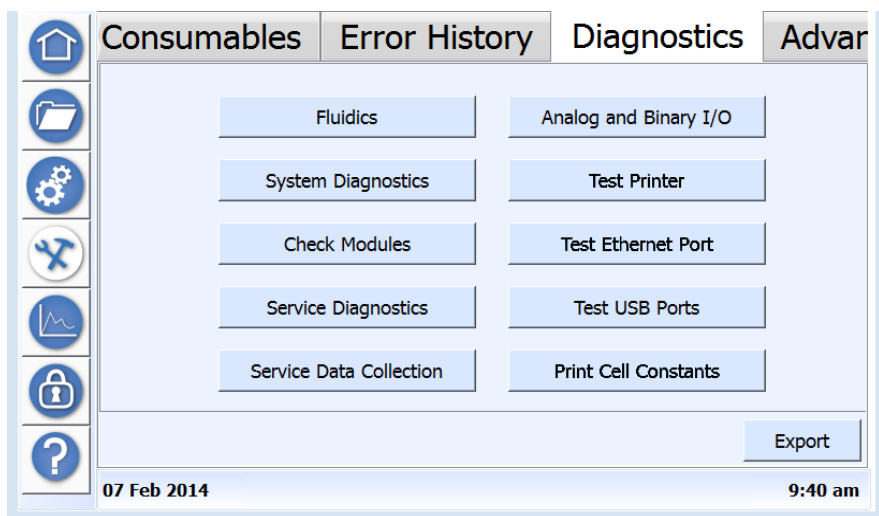 Consumables Error History Diagnostics Advan
Fluidics Analog and Binary I/O
System Diagnostics Test Printer
Check Modules Test Ethernet Port
Service Diagnostics Test USB Ports
Service Data Collection Print Cell Constants
Export
07 Feb 2014 9:40 am